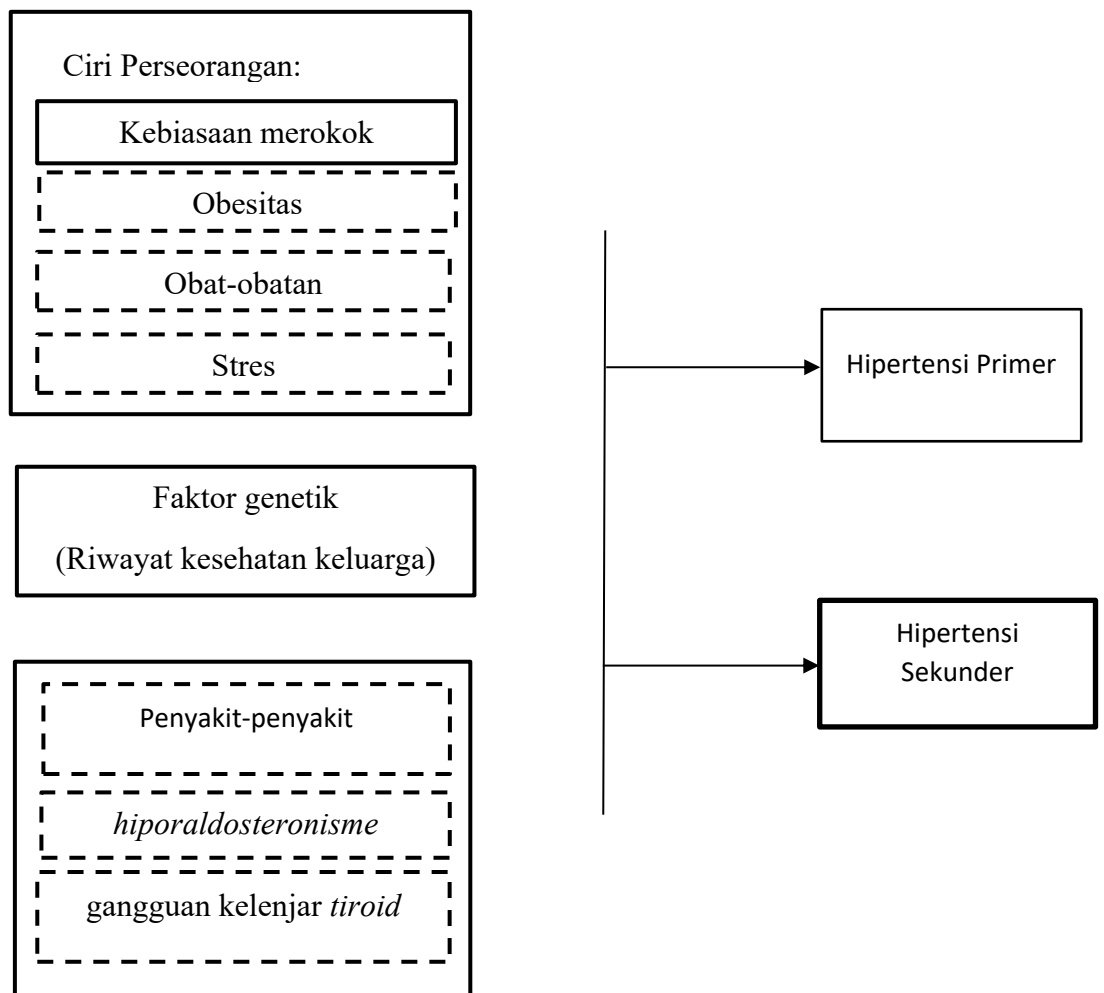 Ciri Perseorangan:
Kebiasaan merokok
Obesitas
Obat-obatan
Stres
Faktor genetik
(Riwayat kesehatan keluarga)
Penyakit-penyakit
hiporaldosteronisme
gangguan kelenjar tiroid
Hipertensi Primer
Hipertensi
Sekunder